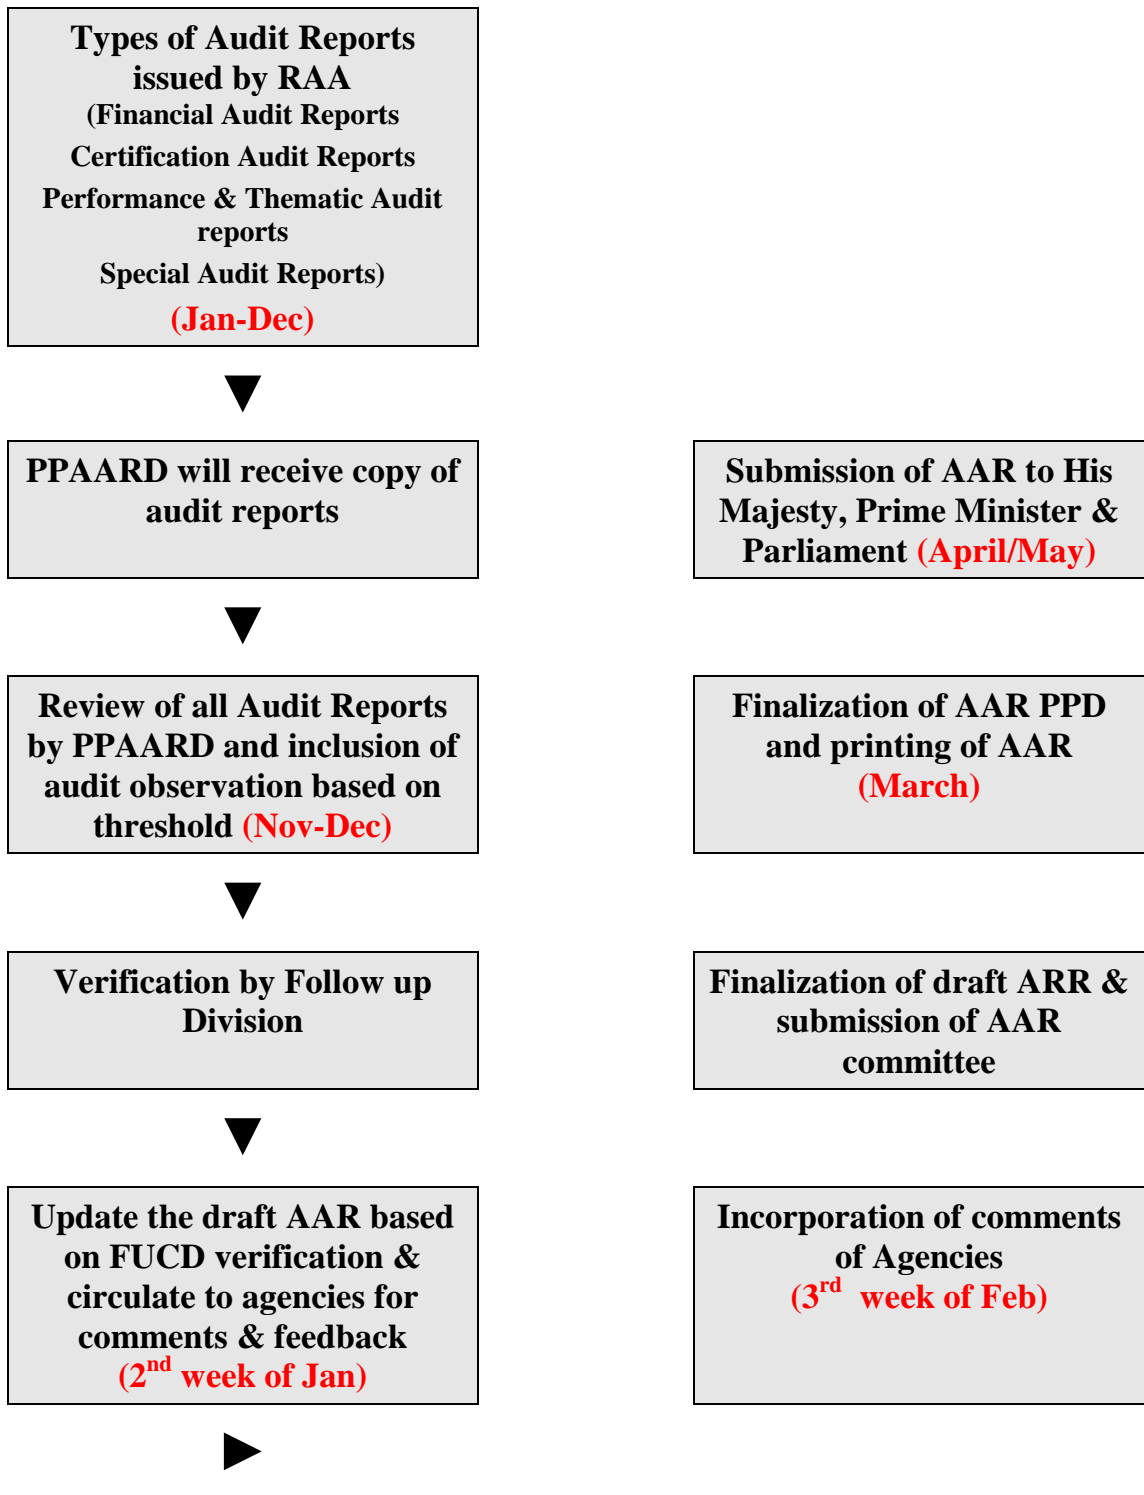 Types of Audit Reports
issued by RAA
(Financial Audit Reports
Certification Audit Reports
Performance & Thematic Audit
reports
Special Audit Reports)
(Jan-Dec)
PPAARD will receive copy of
audit reports
Review of all Audit Reports
by PPAARD and inclusion of
audit observation based on
threshold (Nov-Dec)
Verification by Follow up
Division
Update the draft AAR based
on FUCD verification &
circulate to agencies for
comments & feedback
(2nd week of Jan)
Submission of AAR to His
Majesty, Prime Minister &
Parliament (April/May)
Finalization of AAR PPD
and printing of AAR
(March)
Finalization of draft ARR &
submission of AAR
committee
Incorporation of comments
of Agencies
(3rd week of Feb)